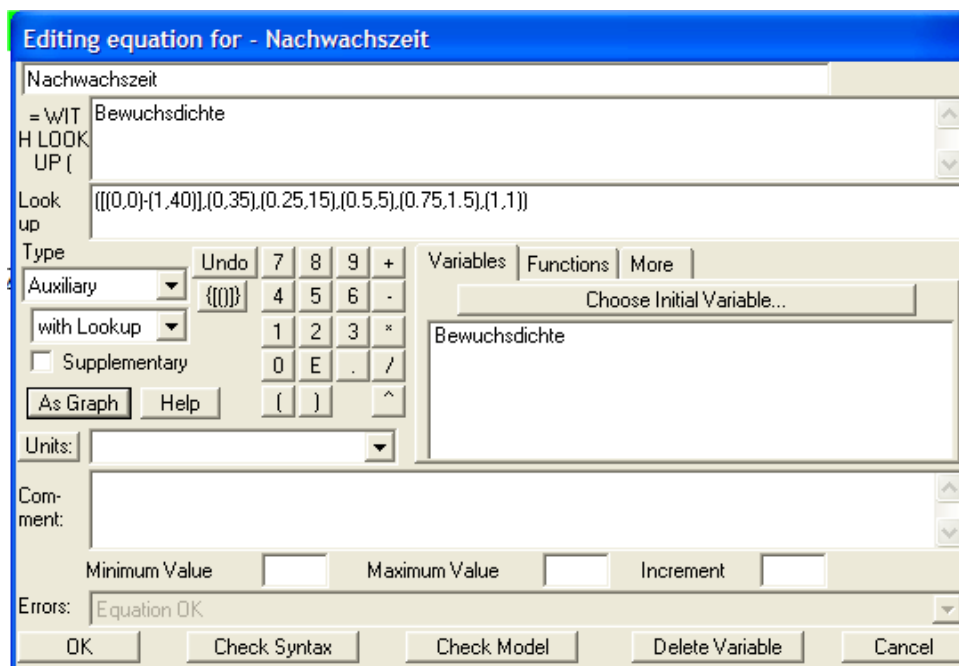 Editing equation for - Nachwachszeit
Nachwachszeit
= WIT
H LOOK
UP (
Bewuchsdichte
Look
up
([(0,0)-(1,40)],(0,35),(0.25,15),(0.5,5),(0.75,1.5),(1,1))
Type
Undo 7 8 9 +
Variables Functions More
Auxiliary
{[()]} 4 5 6 -
Choose Initial Variable...
with Lookup
1 2 3 *
Bewuchsdichte
Supplementary
0 E . /
As Graph Help ( ) ^
Units:
Com-
ment:
Minimum Value Maximum Value Increment
Errors: Equation OK
OK Check Syntax Check Model Delete Variable Cancel